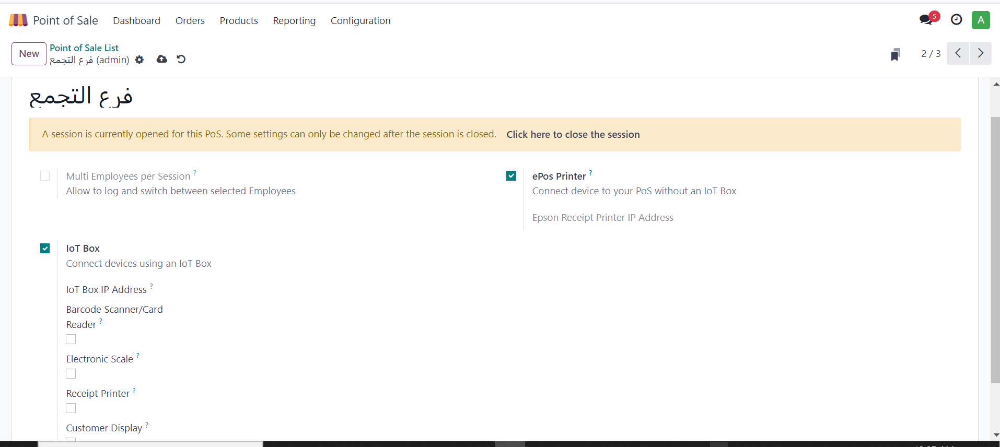 Point of Sale Dashboard Orders Products Reporting Configuration 5 A
New Point of Sale List 2 / 3
فرع التجمع (admin)
فرع التجمع
A session is currently opened for this PoS. Some settings can only be changed after the session is closed. Click here to close the session
Multi Employees per Session ?
Allow to log and switch between selected Employees
ePos Printer ?
Connect device to your PoS without an IoT Box
Epson Receipt Printer IP Address
IoT Box
Connect devices using an IoT Box
IoT Box IP Address ?
Barcode Scanner/Card
Reader ?
Electronic Scale ?
Receipt Printer ?
Customer Display ?